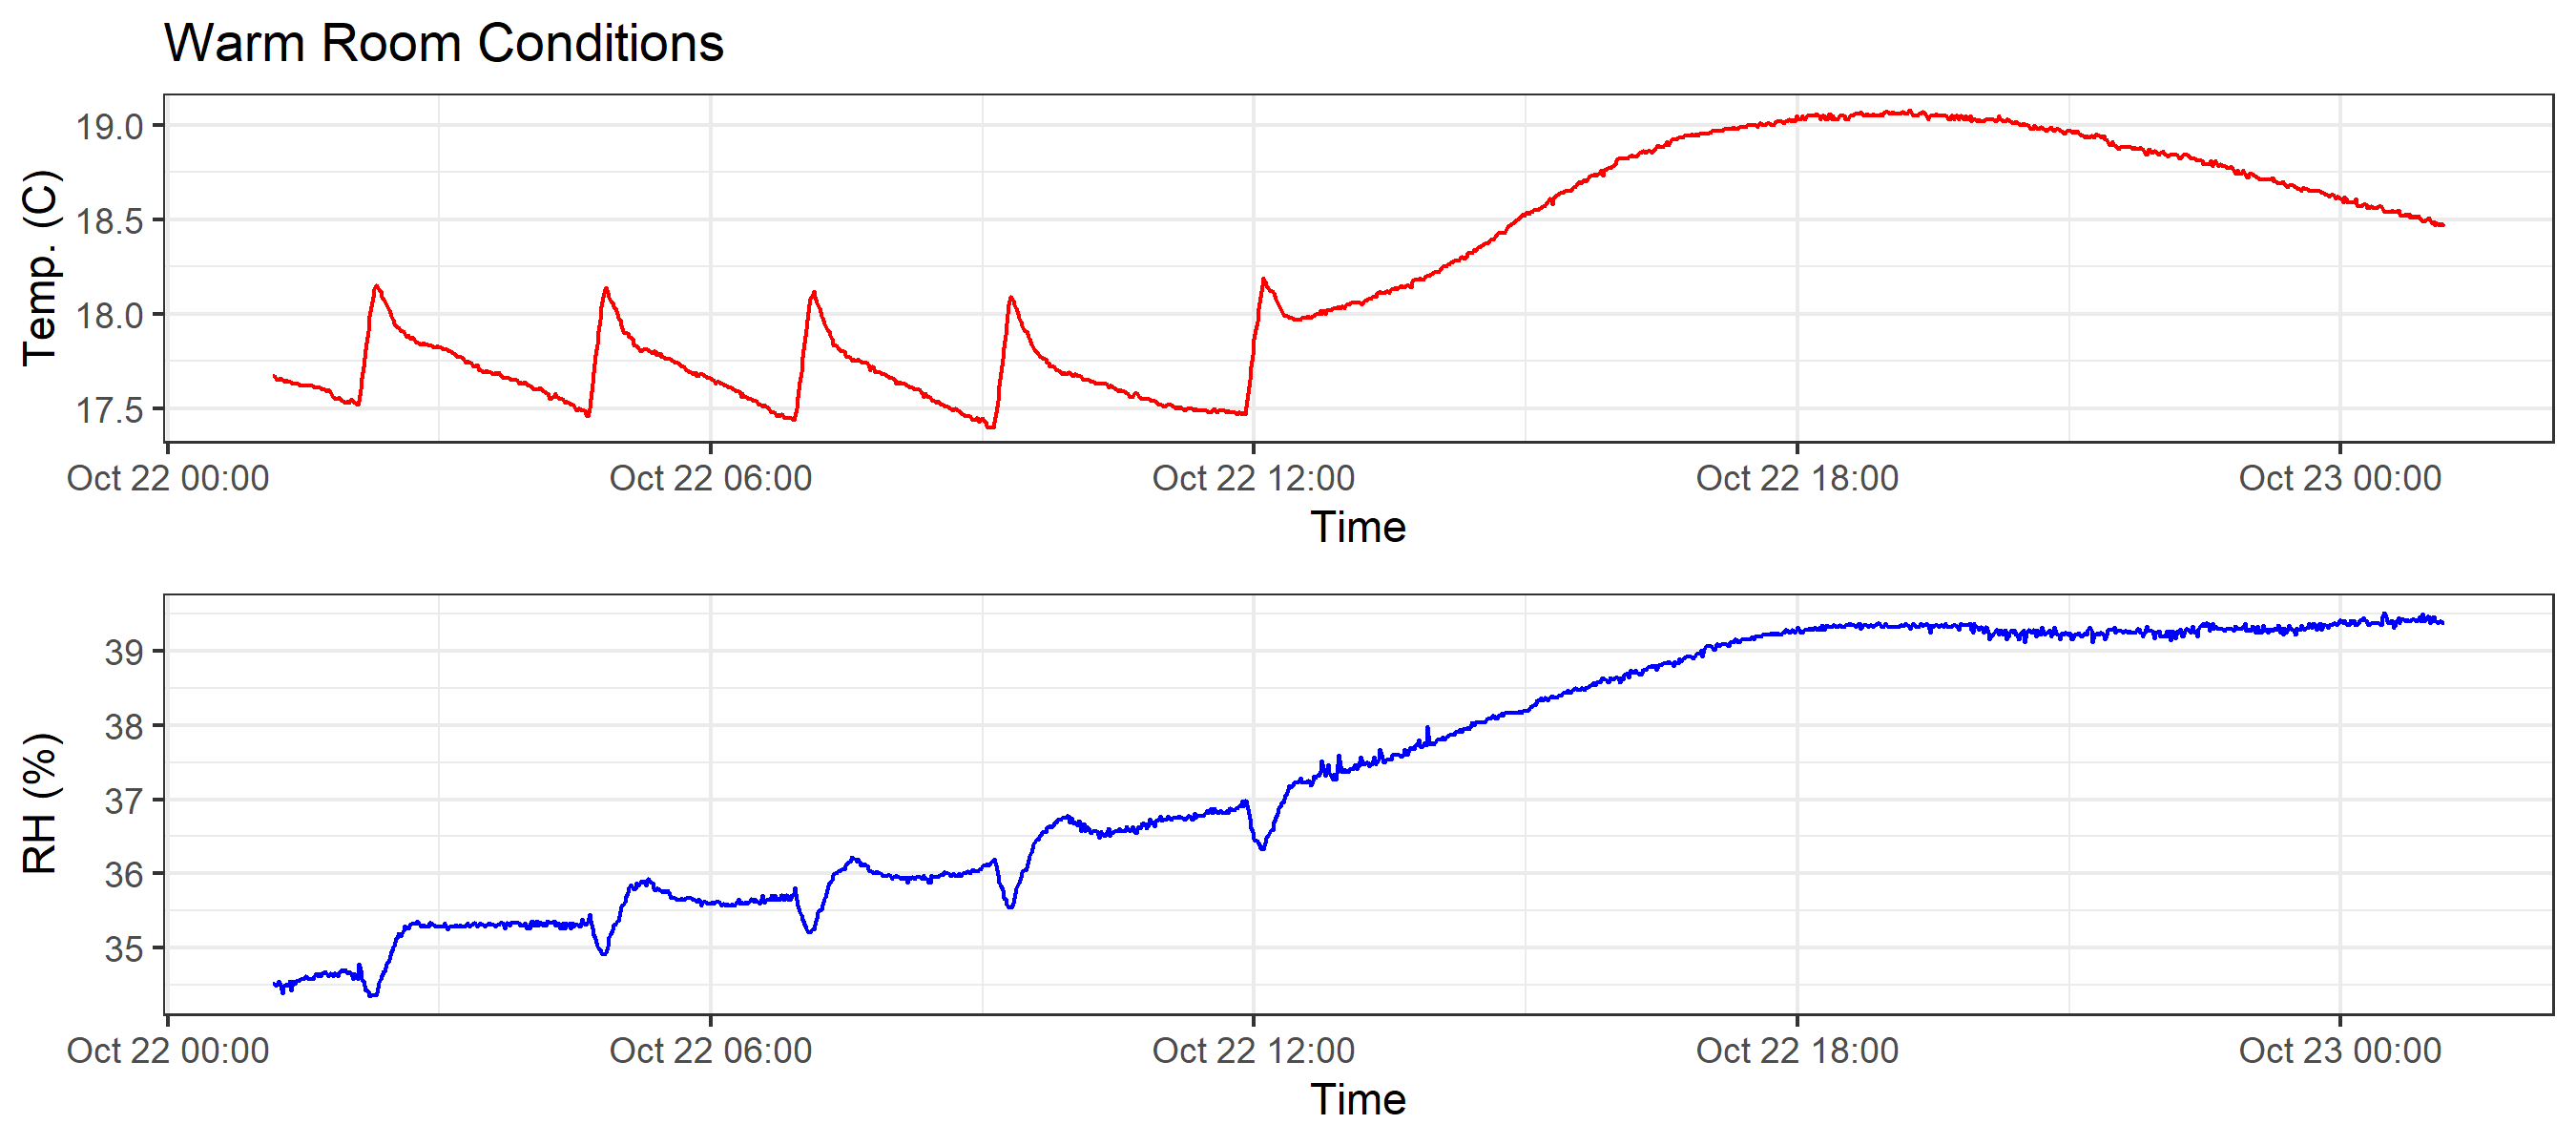 Warm Room Conditions
Temp. (C)
19.0
18.5
18.0
17.5
Oct 22 00:00 Oct 22 06:00 Oct 22 12:00 Oct 22 18:00 Oct 23 00:00
Time
RH (%)
39
38
37
36
35
Oct 22 00:00 Oct 22 06:00 Oct 22 12:00 Oct 22 18:00 Oct 23 00:00
Time